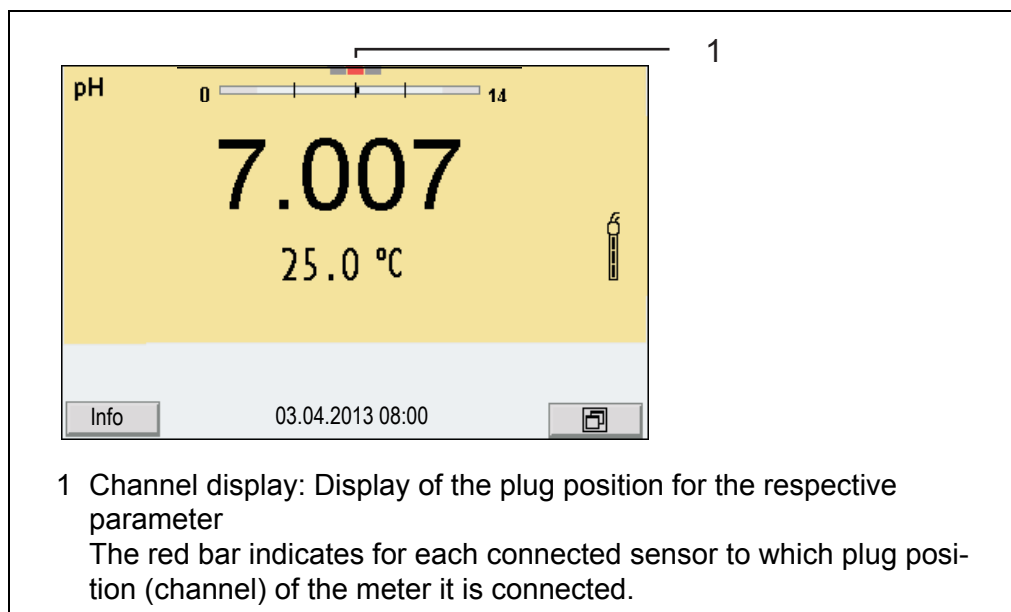 1
pH
0 14
7.007
25.0 °C
Info 03.04.2013 08:00
1 Channel display: Display of the plug position for the respective
parameter
The red bar indicates for each connected sensor to which plug posi-
tion (channel) of the meter it is connected.